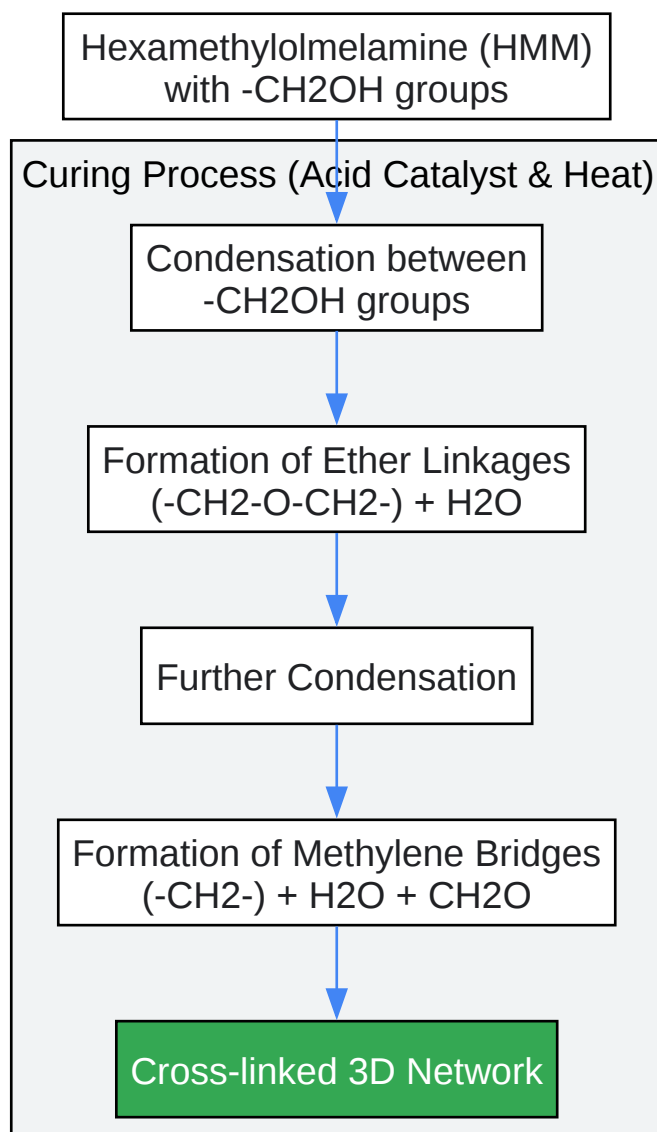 Hexamethylolmelamine (HMM)
with -CH2OH groups
Curing Process (Acid Catalyst & Heat)
Condensation between
-CH2OH groups
Formation of Ether Linkages
(-CH2-O-CH2-) + H2O
Further Condensation
Formation of Methylene Bridges
(-CH2-) + H2O + CH2O
Cross-linked 3D Network